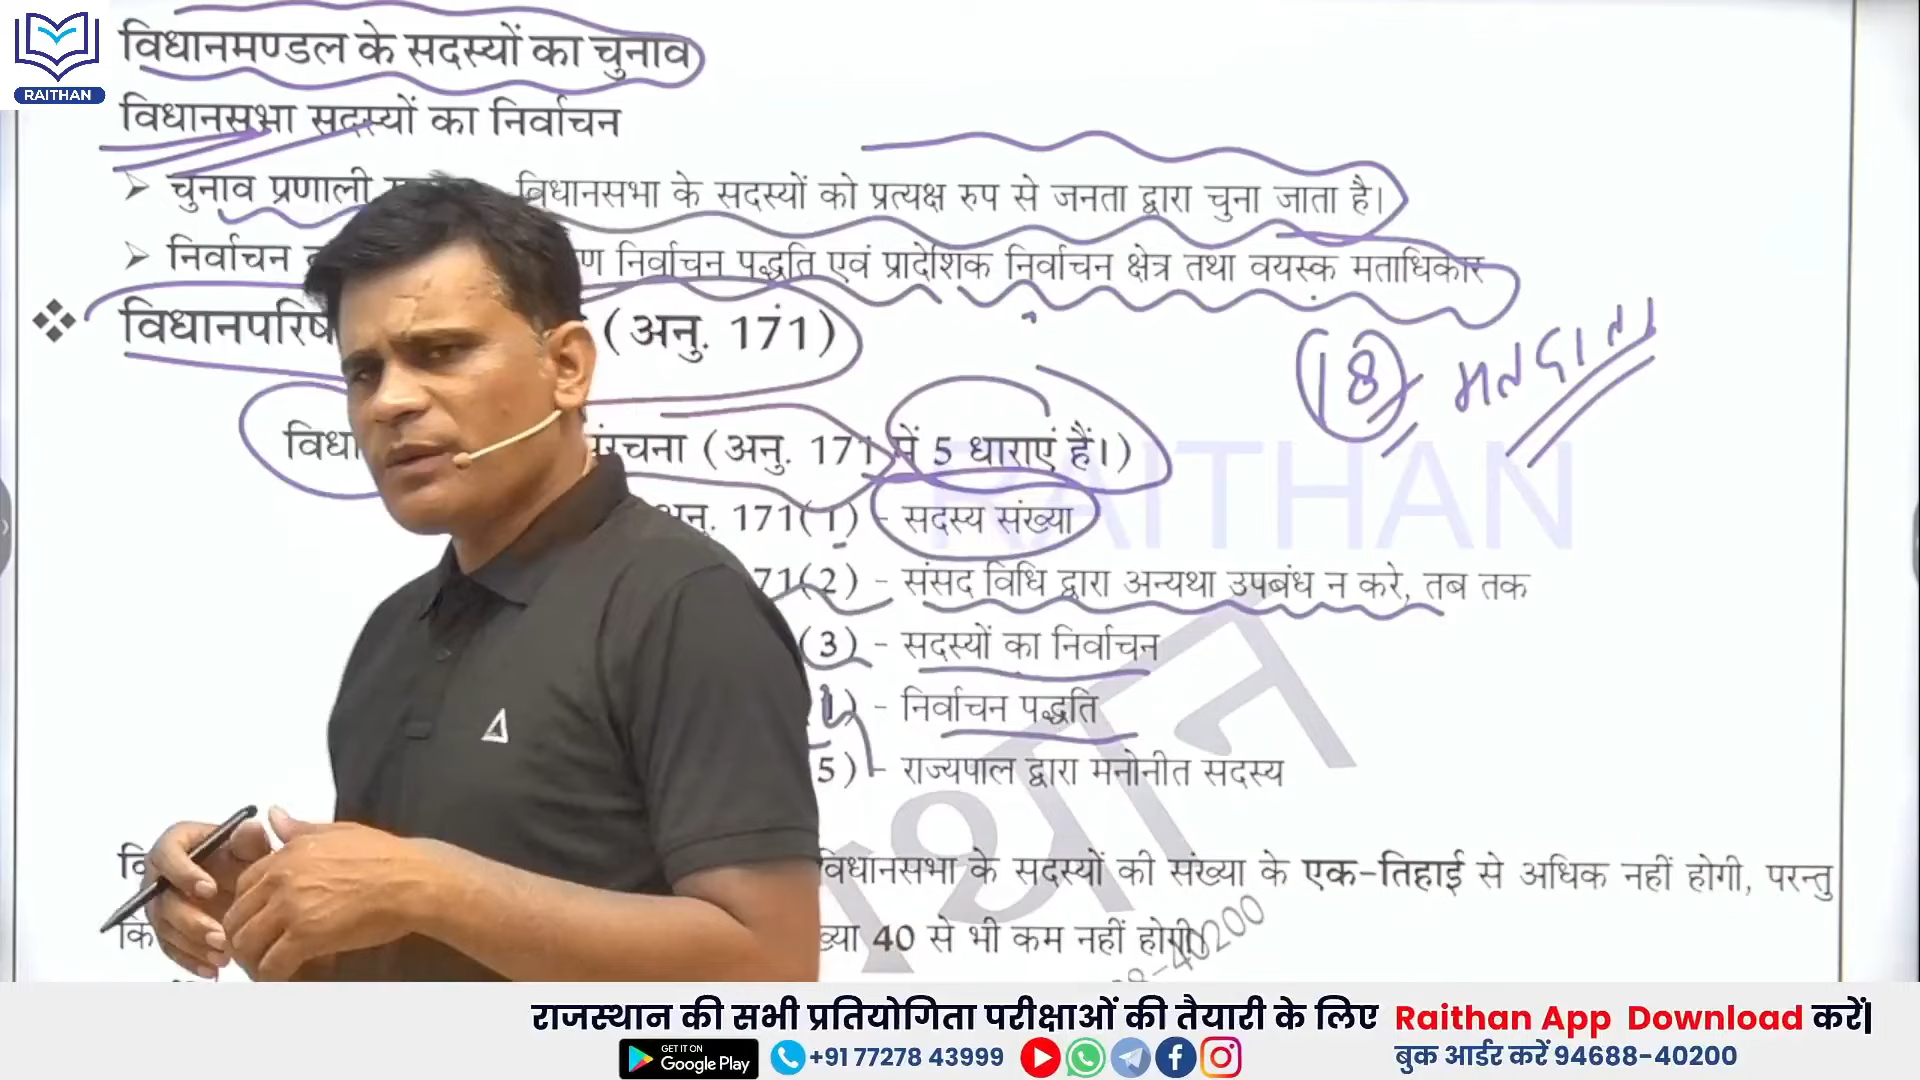 RAITHAN
विधानमण्डल के सदस्यों का चुनाव
विधानसभा सदस्यों का निर्वाचन
➤ चुनाव प्रणाली विधानसभा के सदस्यों को प्रत्यक्ष रुप से जनता द्वारा चुना जाता है।
➤ निर्वाचन निर्वाचन पद्धति एवं प्रादेशिक निर्वाचन क्षेत्र तथा वयस्क मताधिकार
❖ (अनु. 171)
18 मतदाता
संरचना (अनु. 171 में 5 धाराएं हैं।)
RAITHAN
अनु. 171(1) - सदस्य संख्या
71(2) - संसद विधि द्वारा अन्यथा उपबंध न करे, तब तक
(3) - सदस्यों का निर्वाचन
- निर्वाचन पद्धति
5) - राज्यपाल द्वारा मनोनीत सदस्य
विधानसभा के सदस्यों की संख्या के एक-तिहाई से अधिक नहीं होगी, परन्तु
40 से भी कम नहीं होगी
-40200
राजस्थान की सभी प्रतियोगिता परीक्षाओं की तैयारी के लिए Raithan App Download करें|
GET IT ON
Google Play
+91 77278 43999
बुक आर्डर करें 94688-40200